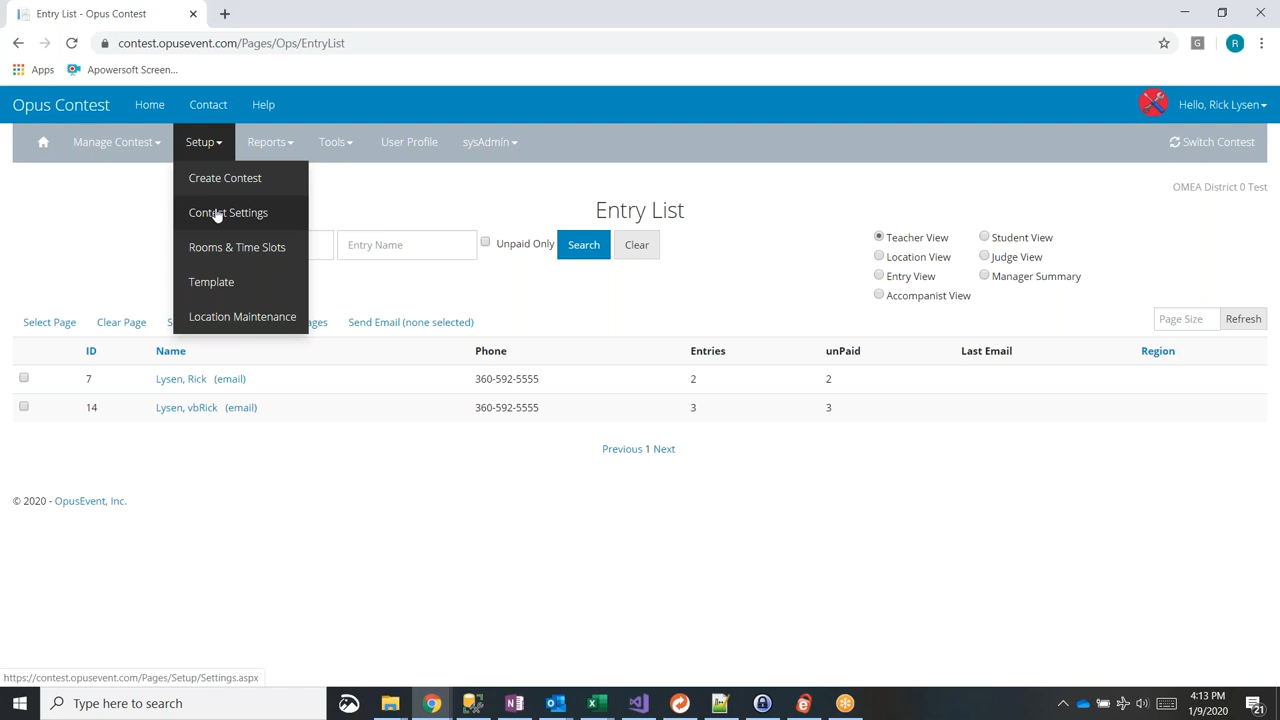 Entry List - Opus Contest
contest.opusevent.com/Pages/Ops/EntryList
G
R
Apps
Apowersoft Screen...
Opus Contest
Home
Contact
Help
Hello, Rick Lysen
Manage Contest
Setup
Reports
Tools
User Profile
sysAdmin
Switch Contest
Create Contest
Contest Settings
Rooms & Time Slots
Template
Location Maintenance
OMEA District 0 Test
Entry List
Entry Name
Unpaid Only
Search
Clear
Teacher View
Student View
Location View
Judge View
Entry View
Manager Summary
Accompanist View
Select Page
Clear Page
S
ges
Send Email (none selected)
Page Size
Refresh
ID
Name
Phone
Entries
unPaid
Last Email
Region
7
Lysen, Rick (email)
360-592-5555
2
2
14
Lysen, vbRick (email)
360-592-5555
3
3
Previous 1 Next
© 2020 - OpusEvent, Inc.
https://contest.opusevent.com/Pages/Setup/Settings.aspx
Type here to search
4:13 PM
1/9/2020
21